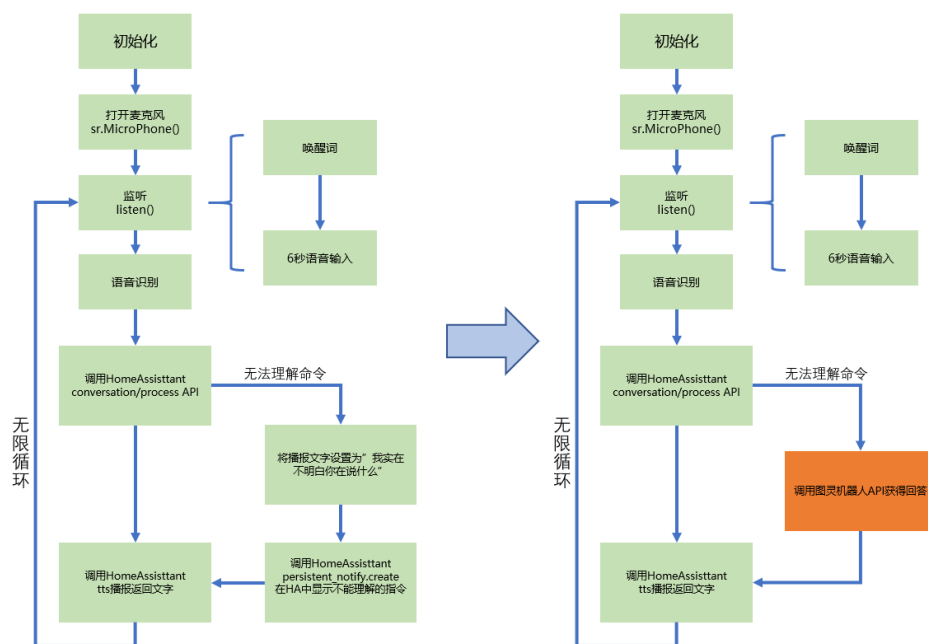 初始化
打开麦克风
sr.MicroPhone()
唤醒词
监听
listen()
6秒语音输入
语音识别
调用HomeAssisttant
conversation/process API
无法理解命令
将播报文字设置为“我实在
不明白你在说什么”
调用HomeAssisttant
persistent_notify.create
在HA中显示不能理解的指令
调用HomeAssisttant
tts播报返回文字
无限循环
初始化
打开麦克风
sr.MicroPhone()
唤醒词
监听
listen()
6秒语音输入
语音识别
调用HomeAssisttant
conversation/process API
无法理解命令
调用图灵机器人API获得回答
调用HomeAssisttant
tts播报返回文字
无限循环